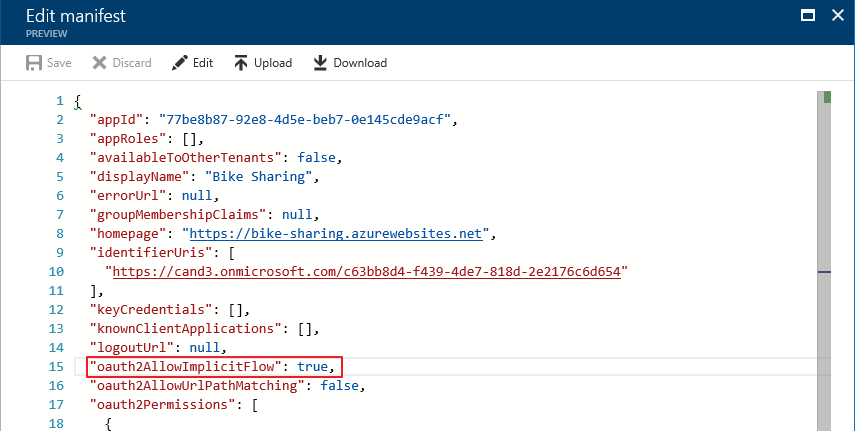 Edit manifest
PREVIEW
Save Discard Edit Upload Download
1 {
2 "appId": "77be8b87-92e8-4d5e-beb7-0e145cde9acf",
3 "appRoles": [],
4 "availableToOtherTenants": false,
5 "displayName": "Bike Sharing",
6 "errorUrl": null,
7 "groupMembershipClaims": null,
8 "homepage": "https://bike-sharing.azurewebsites.net",
9 "identifierUris": [
10 "https://cand3.onmicrosoft.com/c63bb8d4-f439-4de7-818d-2e2176c6d654"
11 ],
12 "keyCredentials": [],
13 "knownClientApplications": [],
14 "logoutUrl": null,
15 "oauth2AllowImplicitFlow": true,
16 "oauth2AllowUrlPathMatching": false,
17 "oauth2Permissions": [
18 {